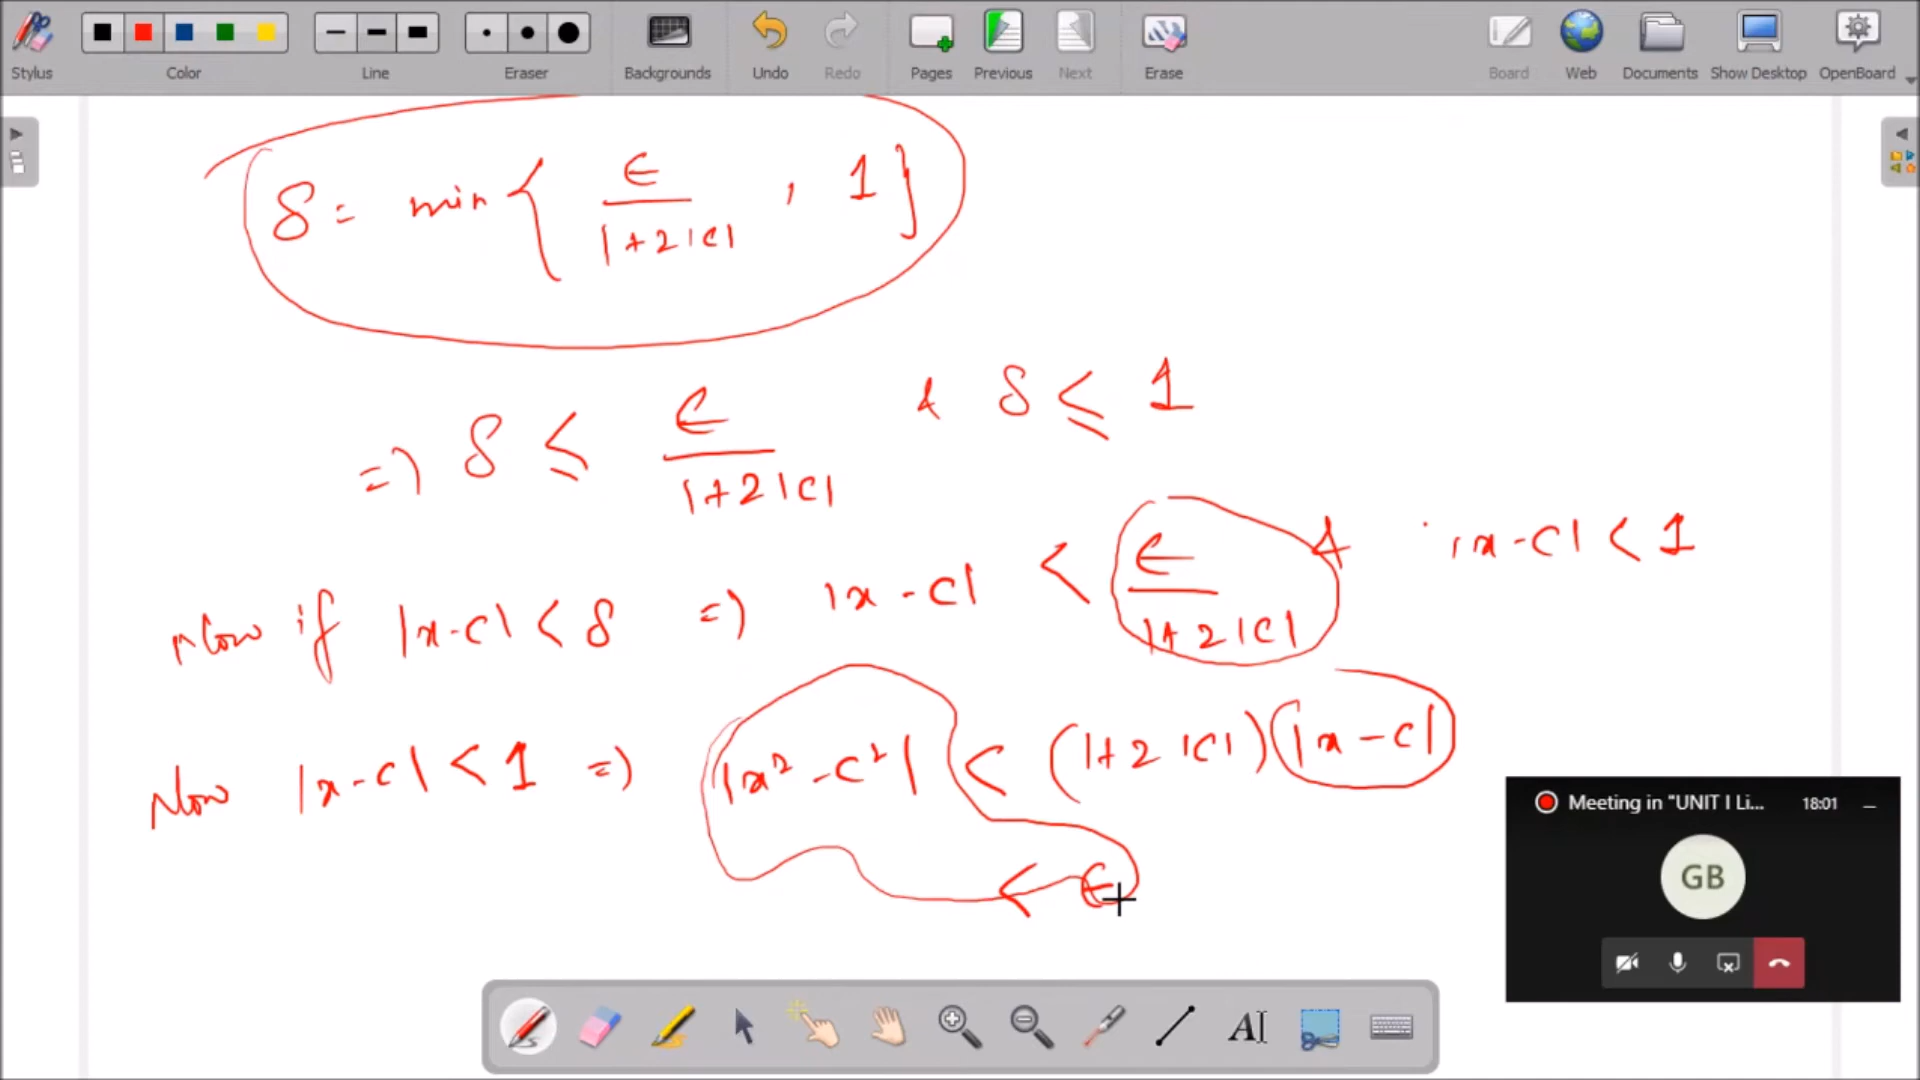 Stylus Color Line Eraser Backgrounds Undo Redo Pages Previous Next Erase Board Web Documents Show Desktop OpenBoard
δ = min { ϵ / 1+2|c| , 1 }
=) δ ≤ ϵ / 1+2|c| & δ ≤ 1
Now if |x-c| < δ =) |x-c| < ϵ / 1+2|c| & |x-c| < 1
Now |x-c| < 1 =) |x²-c²| < (1+2|c|)|x-c|
< ϵ
Meeting in "UNIT I Li... 18:01
GB
AI